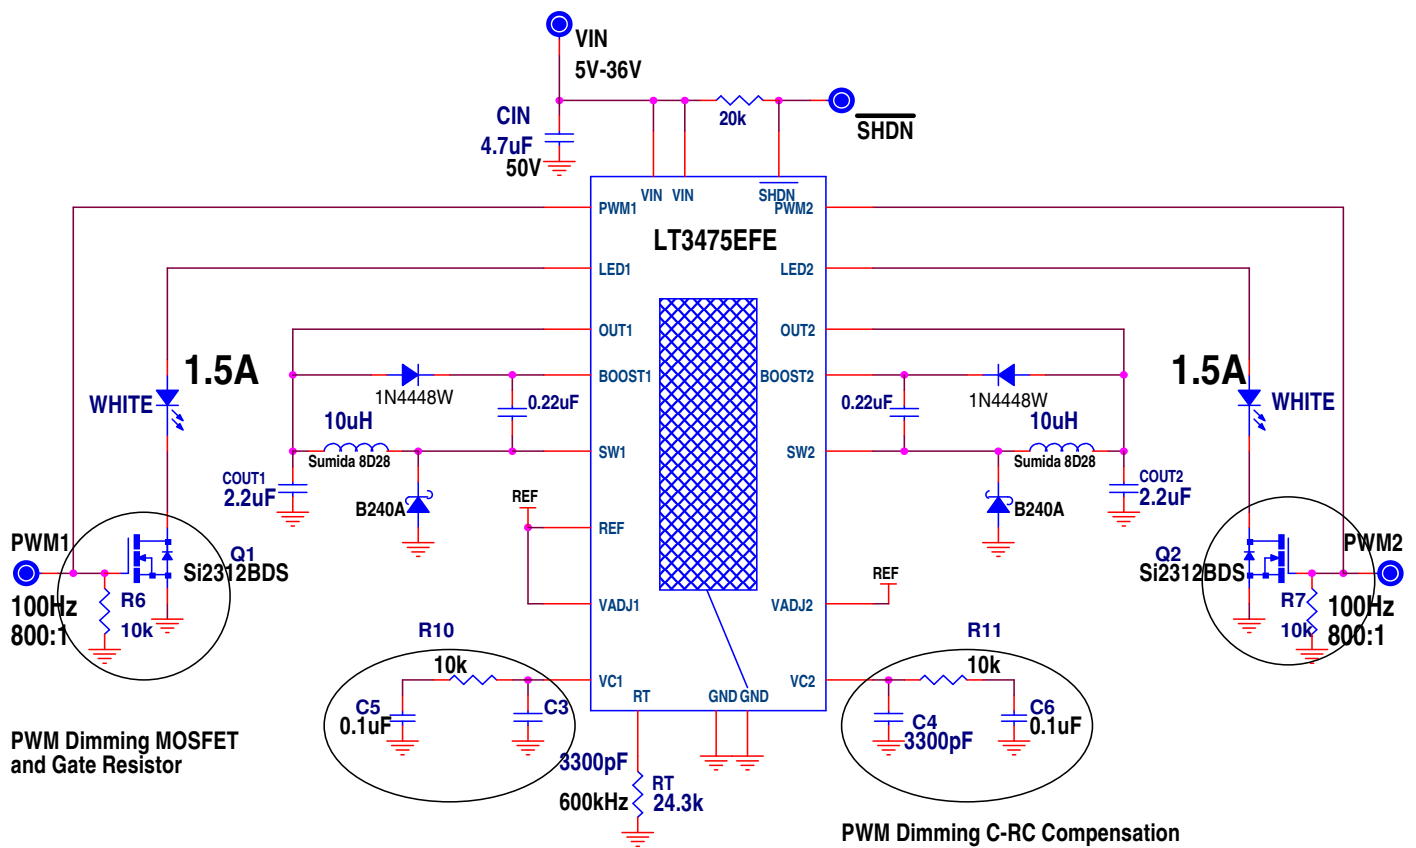 VIN
5V-36V
CIN
4.7uF
50V
20k
SHDN
VIN VIN SHDN
PWM1 PWM2
LT3475EFE
LED1 LED2
OUT1 OUT2
1.5A
WHITE
1N4448W
BOOST1 BOOST2
0.22uF
0.22uF
1N4448W
1.5A
WHITE
10uH
Sumida 8D28
SW1 SW2
10uH
Sumida 8D28
COUT1
2.2uF
B240A
REF
B240A
COUT2
2.2uF
REF
PWM1
100Hz
800:1
Q1
Si2312BDS
R6
10k
VADJ1 VADJ2
REF
Q2
Si2312BDS
PWM2
R7
10k
100Hz
800:1
R10
10k
VC1 VC2
R11
10k
C5
0.1uF
C3
3300pF
RT
GND GND
C4
3300pF
C6
0.1uF
600kHz
RT
24.3k
PWM Dimming MOSFET
and Gate Resistor
PWM Dimming C-RC Compensation